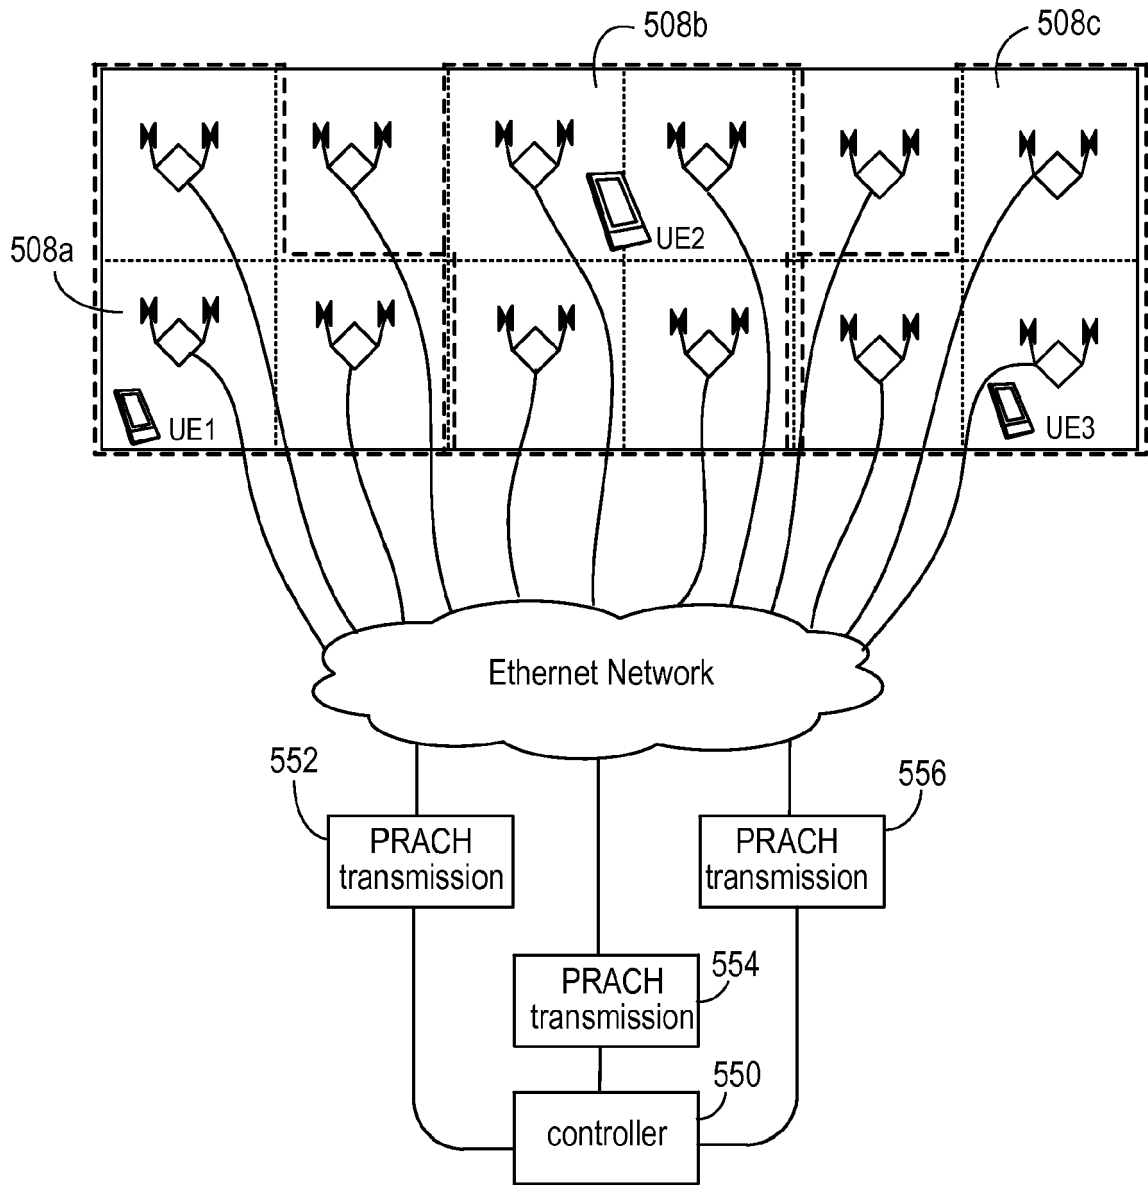 508b
508c
508a
UE2
UE1
UE3
Ethernet Network
552
556
PRACH
transmission
PRACH
transmission
554
PRACH
transmission
550
controller